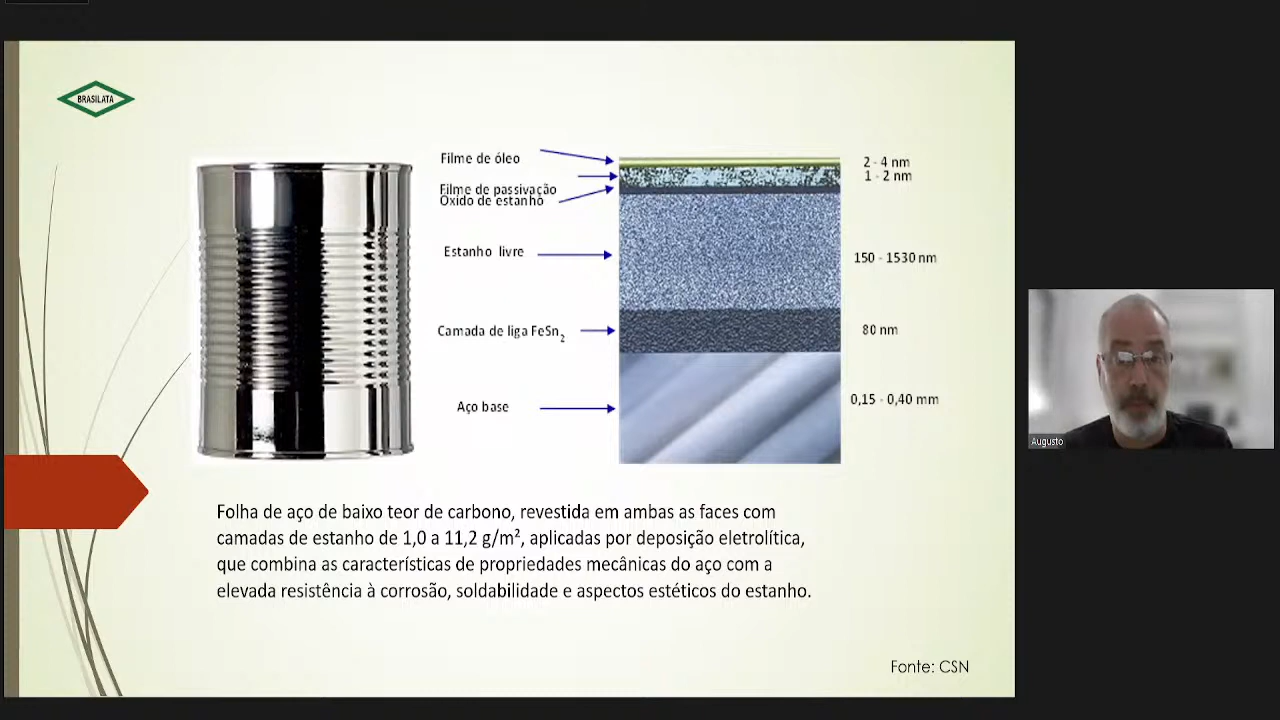 BRASILATA
Filme de óleo
2 - 4 nm
1 - 2 nm
Filme de passivação
Óxido de estanho
Estanho livre
150 - 1530 nm
Camada de liga FeSn2
80 nm
Aço base
0,15 - 0,40 mm
Folha de aço de baixo teor de carbono, revestida em ambas as faces com
camadas de estanho de 1,0 a 11,2 g/m², aplicadas por deposição eletrolítica,
que combina as características de propriedades mecânicas do aço com a
elevada resistência à corrosão, soldabilidade e aspectos estéticos do estanho.
Fonte: CSN
Augusto